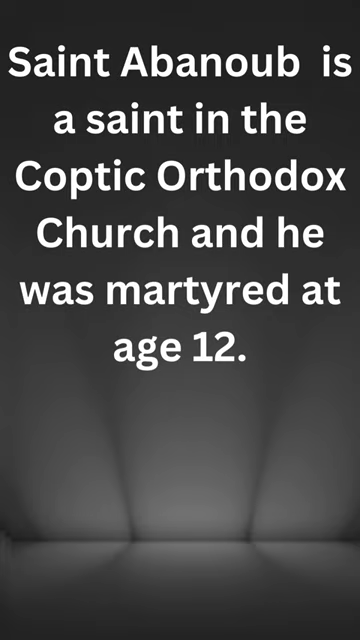 Saint Abanoub  is
a saint in the
Coptic Orthodox
Church and he
was martyred at
age 12.